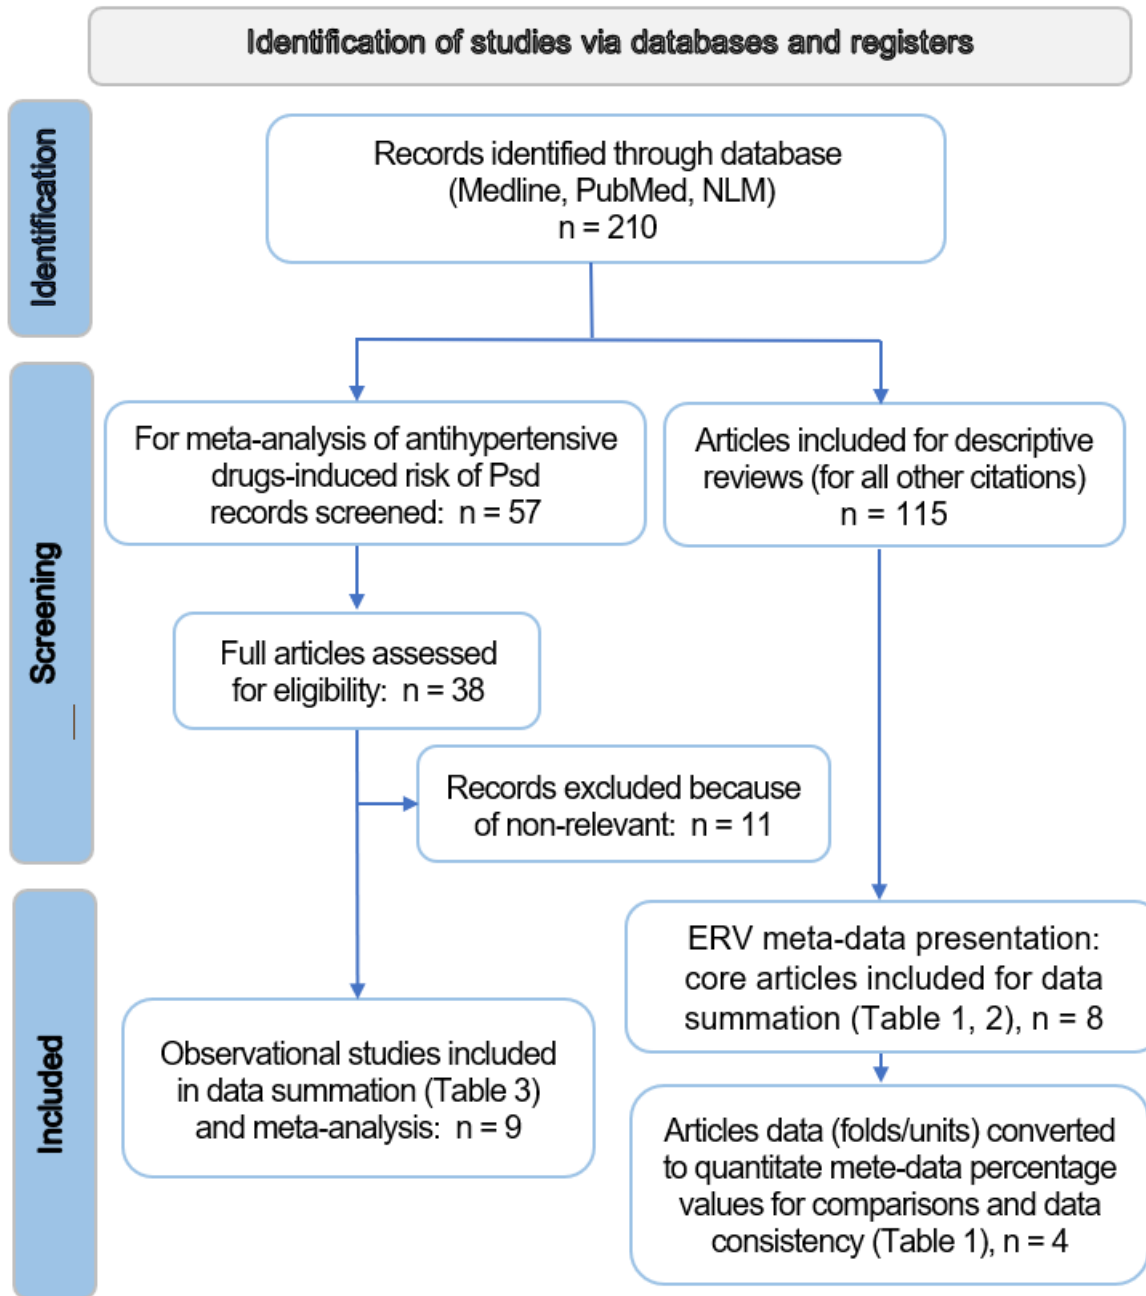 Identification of studies via databases and registers
Identification
Records identified through database
(Medline, PubMed, NLM)
n = 210
Screening
For meta-analysis of antihypertensive
drugs-induced risk of Psd
records screened: n = 57
Articles included for descriptive
reviews (for all other citations)
n = 115
Full articles assessed
for eligibility: n = 38
Records excluded because
of non-relevant: n = 11
Included
Observational studies included
in data summation (Table 3)
and meta-analysis: n = 9
ERV meta-data presentation:
core articles included for data
summation (Table 1, 2), n = 8
Articles data (folds/units) converted
to quantitate mete-data percentage
values for comparisons and data
consistency (Table 1), n = 4